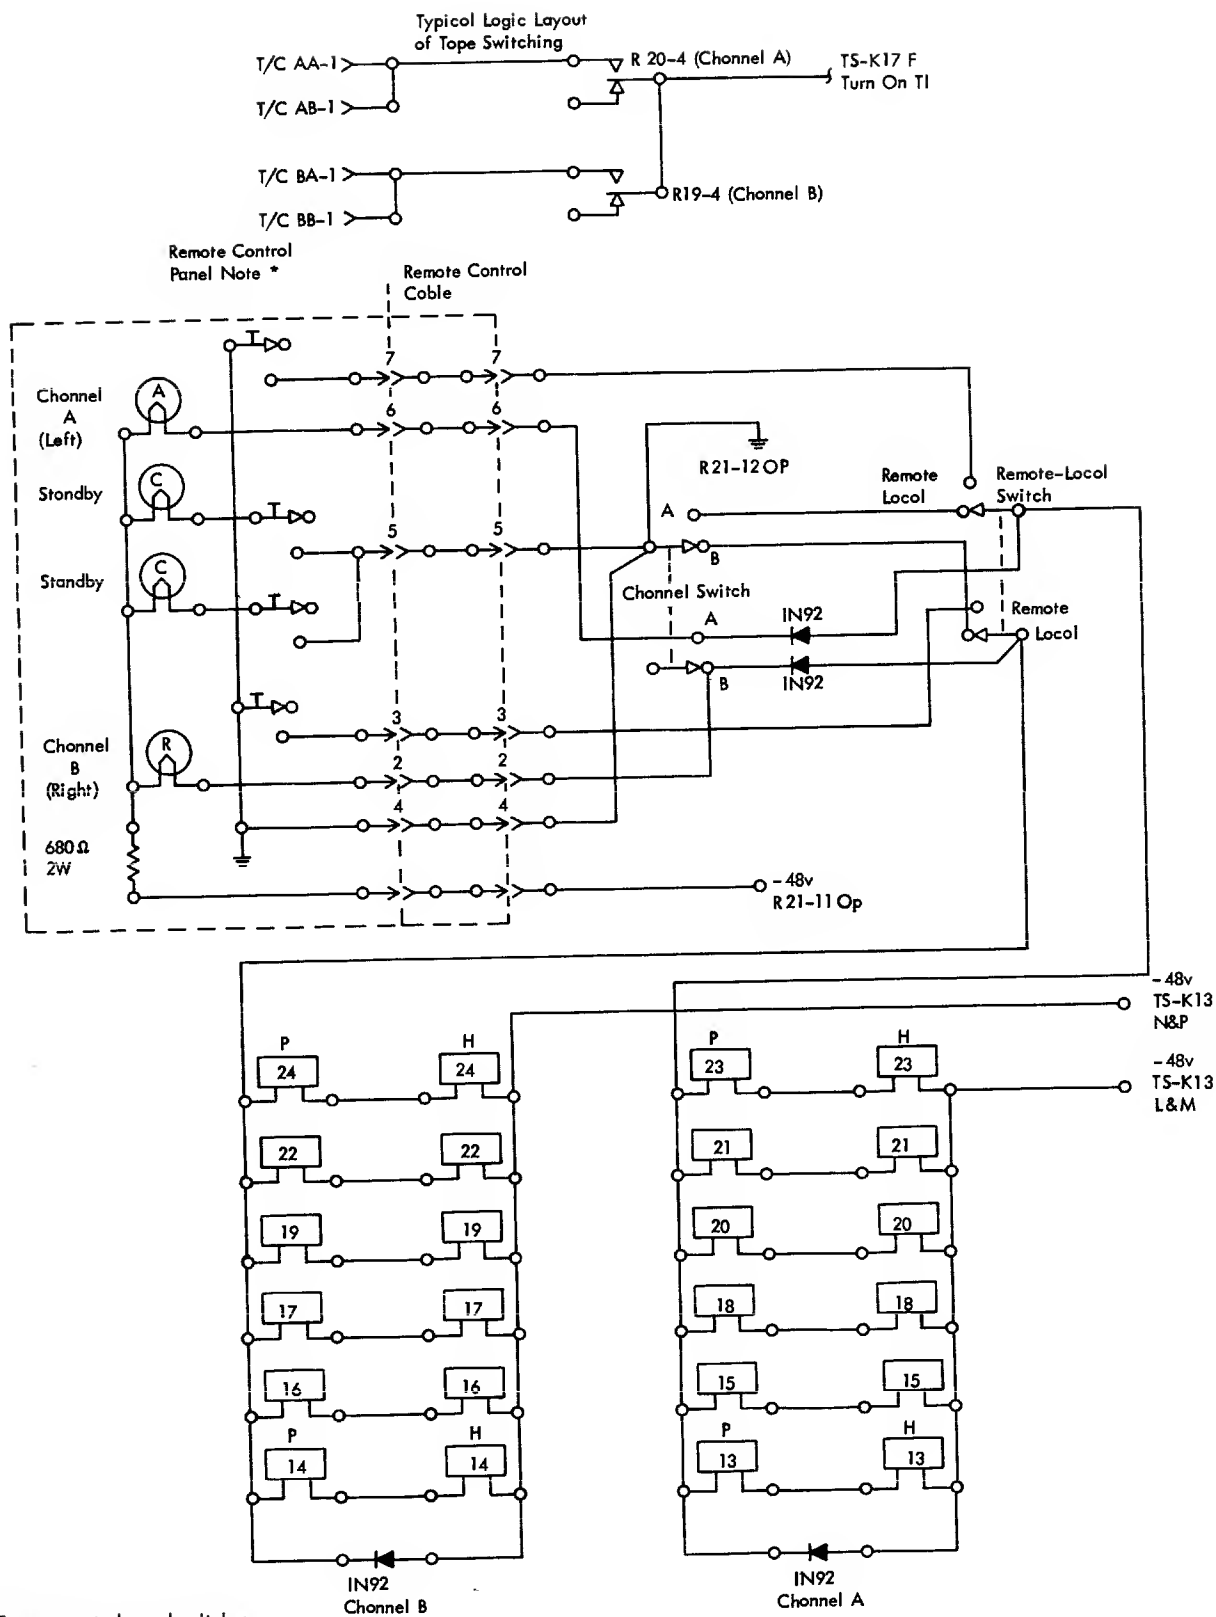 Typicol Logic Layout
of Tope Switching
T/C AA-1
R 20-4 (Channel A)
TS-K17 F
Turn On TI
T/C AB-1
T/C BA-1
R19-4 (Chonnel B)
T/C BB-1
Remote Control
Panel Note *
Remote Control
Coble
7
7
Chonnel
A
(Left)
A
6
6
R21-12 OP
Remote
Locol
Remote-Locol
Switch
A
Stondby
C
5
5
B
Standby
C
Channel Switch
A
IN92
Remote
Locol
B
IN92
3
3
Chonnel
B
(Right)
R
2
2
4
4
680Ω
2W
-48v
R21-11 Op
-48v
TS-K13
N&P
-48v
TS-K13
L&M
P
H
P
H
24
24
23
23
22
22
21
21
19
19
20
20
17
17
18
18
16
16
15
15
P
H
P
H
14
14
13
13
IN92
Chonnel B
IN92
Channel A